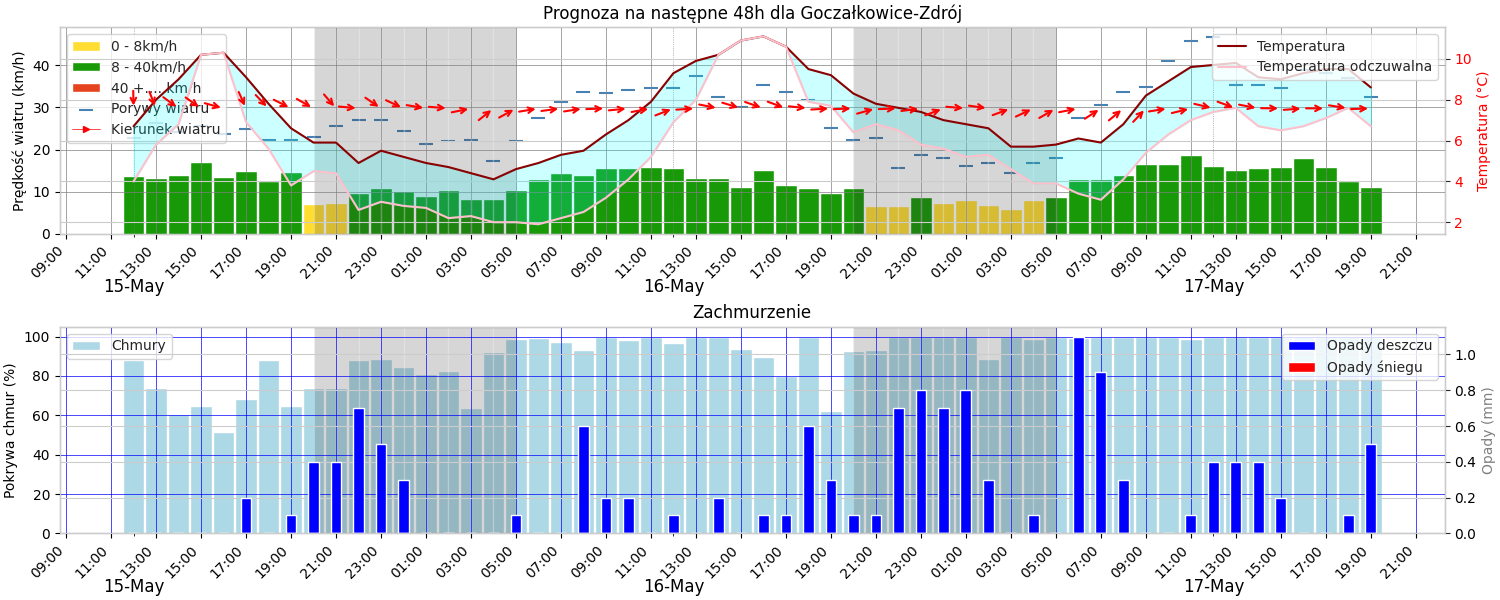 Prognoza na następne 48h dla Goczałkowice-Zdrój
Prędkość wiatru (km/h)
0 - 8km/h
8 - 40km/h
40 +.... km/h
Porywy wiatru
Kierunek wiatru
Temperatura
Temperatura odczuwalna
Temperatura (°C)
40
30
20
10
0
10
8
6
4
2
09:00 11:00 13:00 15:00 17:00 19:00 21:00 23:00 01:00 03:00 05:00 07:00 09:00 11:00 13:00 15:00 17:00 19:00 21:00 23:00 01:00 03:00 05:00 07:00 09:00 11:00 13:00 15:00 17:00 19:00 21:00
15-May 16-May 17-May
Zachmurzenie
Pokrywa chmur (%)
Chmury
Opady deszczu
Opady śniegu
Opady (mm)
100
80
60
40
20
0
1.0
0.8
0.6
0.4
0.2
0.0
09:00 11:00 13:00 15:00 17:00 19:00 21:00 23:00 01:00 03:00 05:00 07:00 09:00 11:00 13:00 15:00 17:00 19:00 21:00 23:00 01:00 03:00 05:00 07:00 09:00 11:00 13:00 15:00 17:00 19:00 21:00
15-May 16-May 17-May